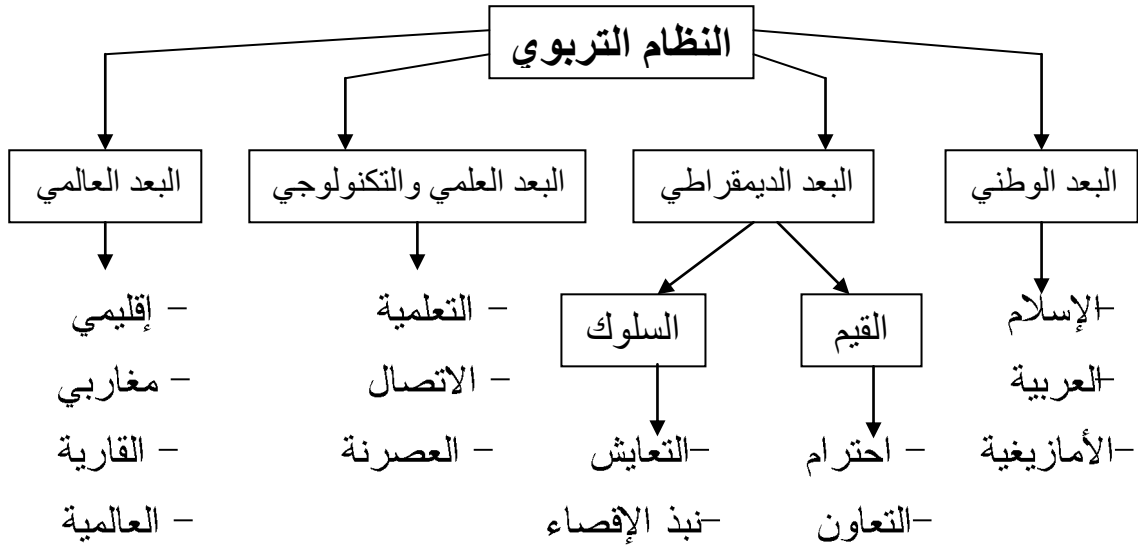 النظام التربوي
البعد الوطني
البعد الديمقراطي
البعد العلمي والتكنولوجي
البعد العالمي
-الإسلام
-العربية
-الأمازيغية
القيم
- احترام
-التعاون
السلوك
-التعايش
-نبذ الإقصاء
- التعلمية
- الاتصال
- العصرنة
- إقليمي
- مغاربي
- القارية
- العالمية